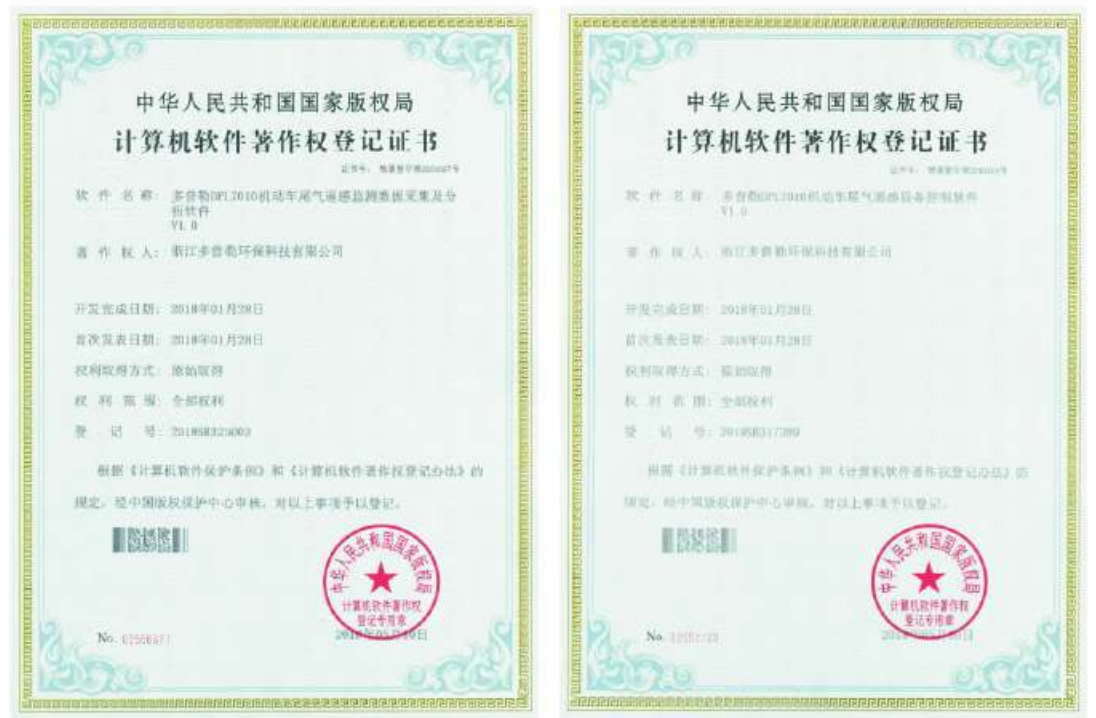 中华人民共和国国家版权局
计算机软件著作权登记证书
证书号：
软件名称： 多普勒DPL7016机动车尾气遥感监测数据采集及分
析软件
V1.0
著作权人： 浙江多普勒环保科技有限公司
开发完成日期： 2018年01月28日
首次发表日期： 2018年01月28日
权利取得方式： 原始取得
权利范围： 全部权利
登记号：
根据《计算机软件保护条例》和《计算机软件著作权登记办法》的
规定，经中国版权保护中心审核，对以上事项予以登记。
中华人民共和国国家版权局
计算机软件著作权
登记专用章
No.
中华人民共和国国家版权局
计算机软件著作权登记证书
证书号：
软件名称： 机动车尾气遥感设备控制软件
V1.0
著作权人： 浙江多普勒环保科技有限公司
开发完成日期： 2018年01月28日
首次发表日期： 2018年01月28日
权利取得方式： 原始取得
权利范围： 全部权利
登记号：
根据《计算机软件保护条例》和《计算机软件著作权登记办法》的
规定，经中国版权保护中心审核，对以上事项予以登记。
中华人民共和国国家版权局
计算机软件著作权
登记专用章
No.